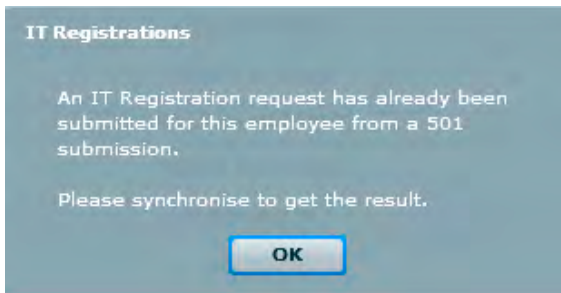 IT Registrations
An IT Registration request has already been
submitted for this employee from a 501
submission.
Please synchronise to get the result.
OK